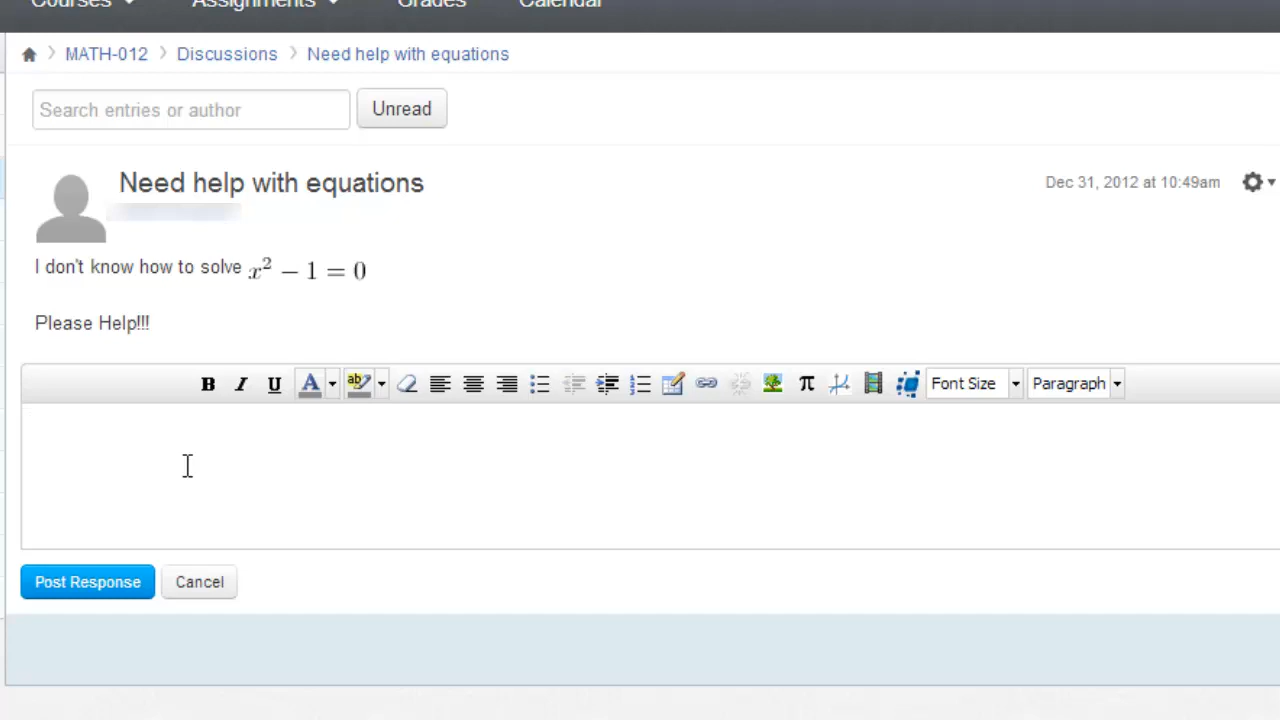 Courses Assignments Grades Calendar
MATH-012 > Discussions > Need help with equations
Search entries or author Unread
Need help with equations Dec 31, 2012 at 10:49am
I don't know how to solve x² − 1 = 0
Please Help!!!
B I U A ab π Font Size Paragraph
Post Response Cancel